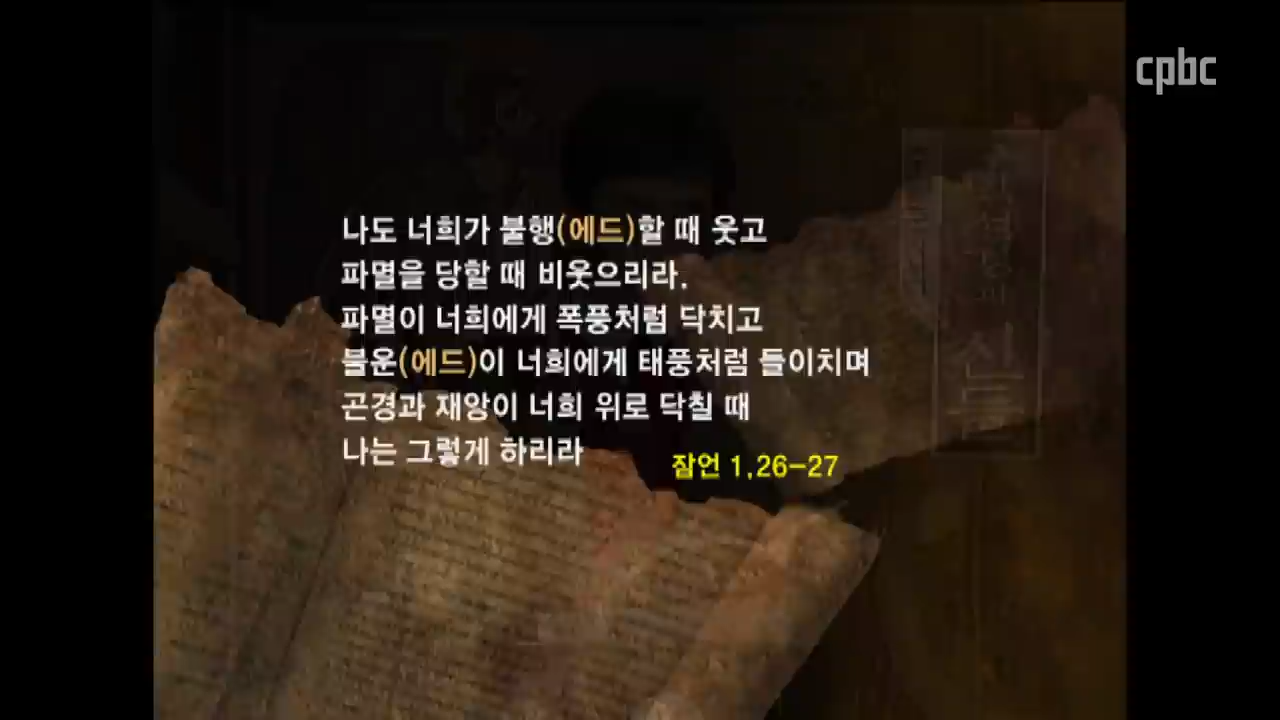 cpbc
나도 너희가 불행(에드)할 때 웃고
파멸을 당할 때 비웃으리라.
파멸이 너희에게 폭풍처럼 닥치고
불운(에드)이 너희에게 태풍처럼 들이치며
곤경과 재앙이 너희 위로 닥칠 때
나는 그렇게 하리라
잠언 1,26-27